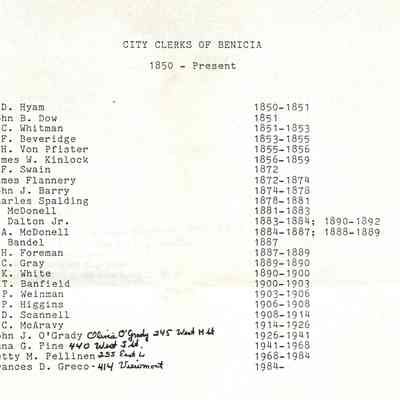 CITY CLERKS OF BENICIA
1850 - Present
D. Hyam 1850-1851
hn B. Dow 1851
C. Whitman 1851-1853
F. Beveridge 1853-1855
H. Von Pfister 1855-1856
mes W. Kinlock 1856-1859
F. Swain 1872
mes Flannery 1872-1874
hn J. Barry 1874-1878
arles Spalding 1878-1881
McDonell 1881-1883
Dalton Jr. 1883-1884; 1890-1892
A. McDonell 1884-1887; 1888-1889
Bandel 1887
H. Foreman 1887-1889
C. Gray 1889-1890
K. White 1890-1900
T. Banfield 1900-1903
P. Weinman 1903-1906
P. Higgins 1906-1908
D. Scannell 1908-1914
C. McAravy 1914-1926
hn J. O'Grady Olivia O'Grady 245 West H St 1926-1941
na G. Pine 440 West J St. 1941-1968
tty M. Pellinen 255 East L 1968-1984
ances D. Greco - 414 Viewmont 1984-